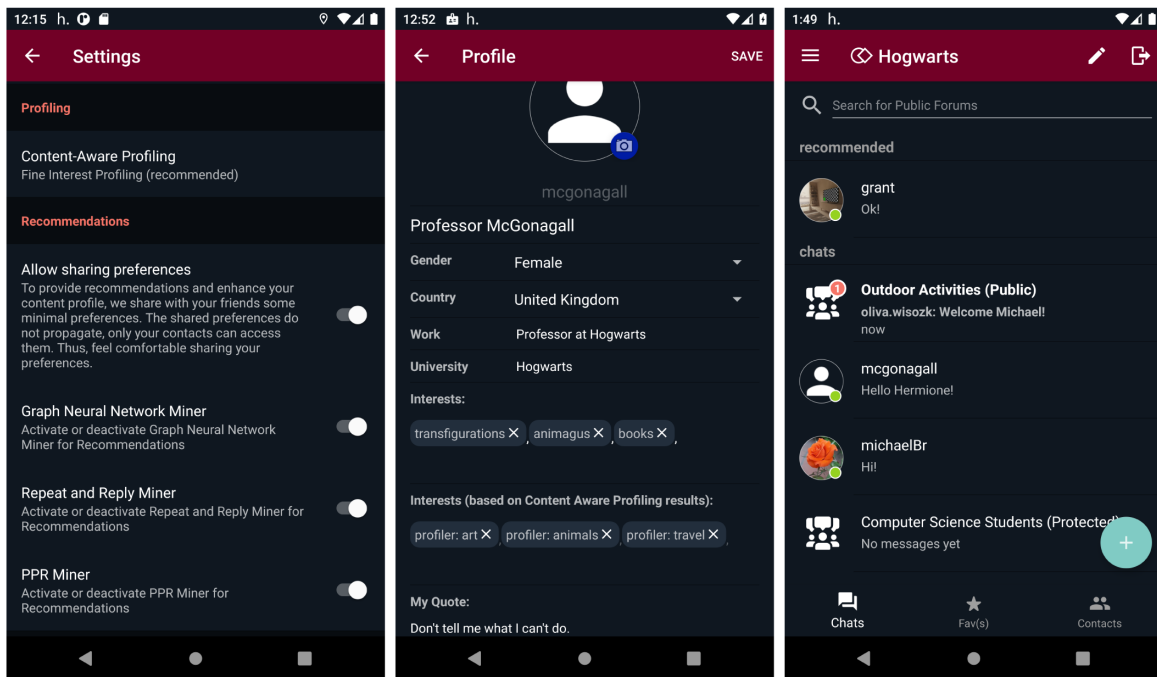 12:15 h.
Settings
Profiling
Content-Aware Profiling
Fine Interest Profiling (recommended)
Recommendations
Allow sharing preferences
To provide recommendations and enhance your
content profile, we share with your friends some
minimal preferences. The shared preferences do
not propagate, only your contacts can access
them. Thus, feel comfortable sharing your
preferences.
Graph Neural Network Miner
Activate or deactivate Graph Neural Network
Miner for Recommendations
Repeat and Reply Miner
Activate or deactivate Repeat and Reply Miner for
Recommendations
PPR Miner
Activate or deactivate PPR Miner for
Recommendations
12:52 h.
Profile SAVE
mcgonagall
Professor McGonagall
Gender Female
Country United Kingdom
Work Professor at Hogwarts
University Hogwarts
Interests:
transfigurations X, animagus X, books X,
Interests (based on Content Aware Profiling results):
profiler: art X, profiler: animals X, profiler: travel X,
My Quote:
Don't tell me what I can't do.
1:49 h.
Hogwarts
Search for Public Forums
recommended
grant
Ok!
chats
1
Outdoor Activities (Public)
oliva.wisozk: Welcome Michael!
now
mcgonagall
Hello Hermione!
michaelBr
Hi!
Computer Science Students (Protected)
No messages yet
+
Chats Fav(s) Contacts